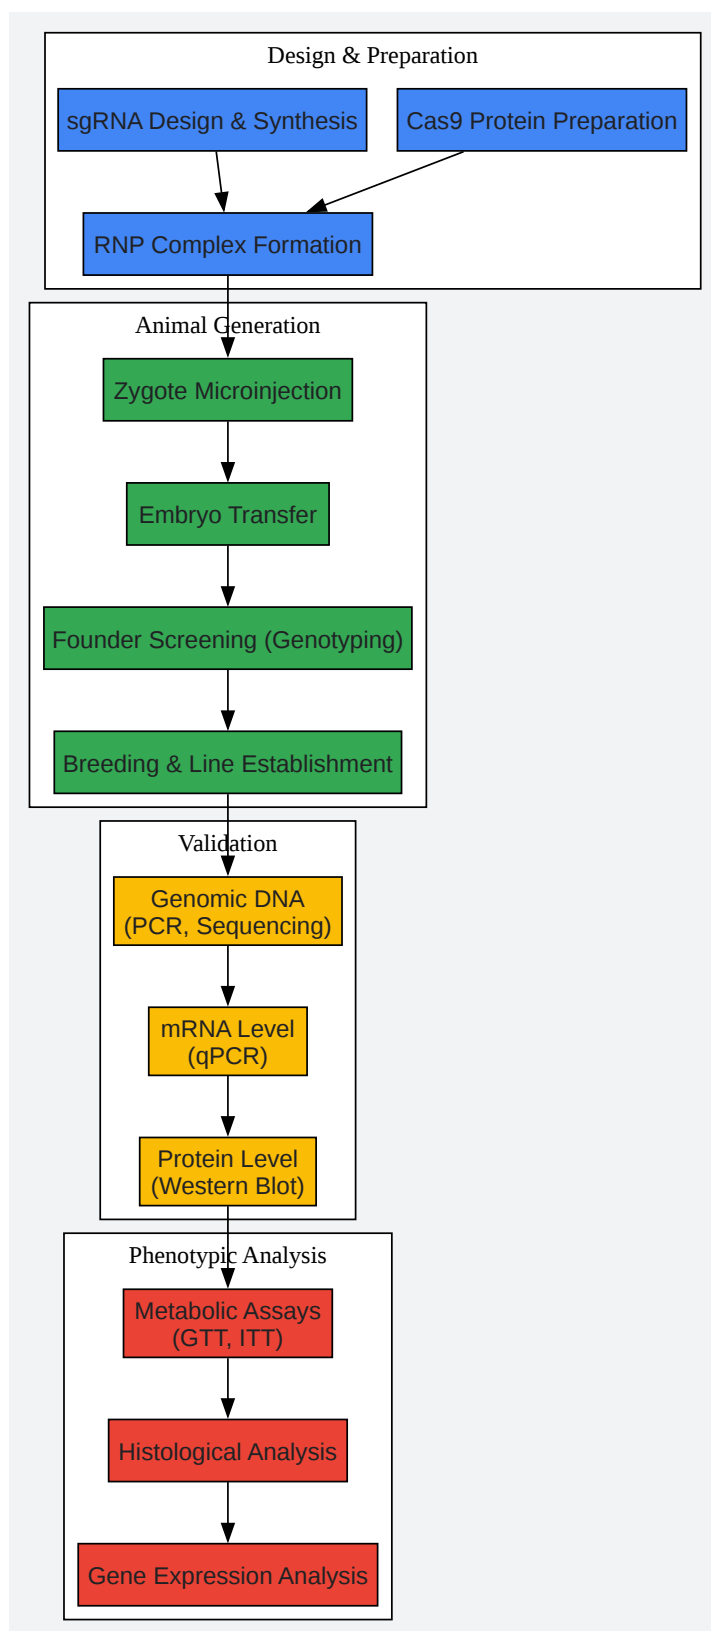 Design & Preparation
sgRNA Design & Synthesis
Cas9 Protein Preparation
RNP Complex Formation
Animal Generation
Zygote Microinjection
Embryo Transfer
Founder Screening (Genotyping)
Breeding & Line Establishment
Validation
Genomic DNA
(PCR, Sequencing)
mRNA Level
(qPCR)
Protein Level
(Western Blot)
Phenotypic Analysis
Metabolic Assays
(GTT, ITT)
Histological Analysis
Gene Expression Analysis